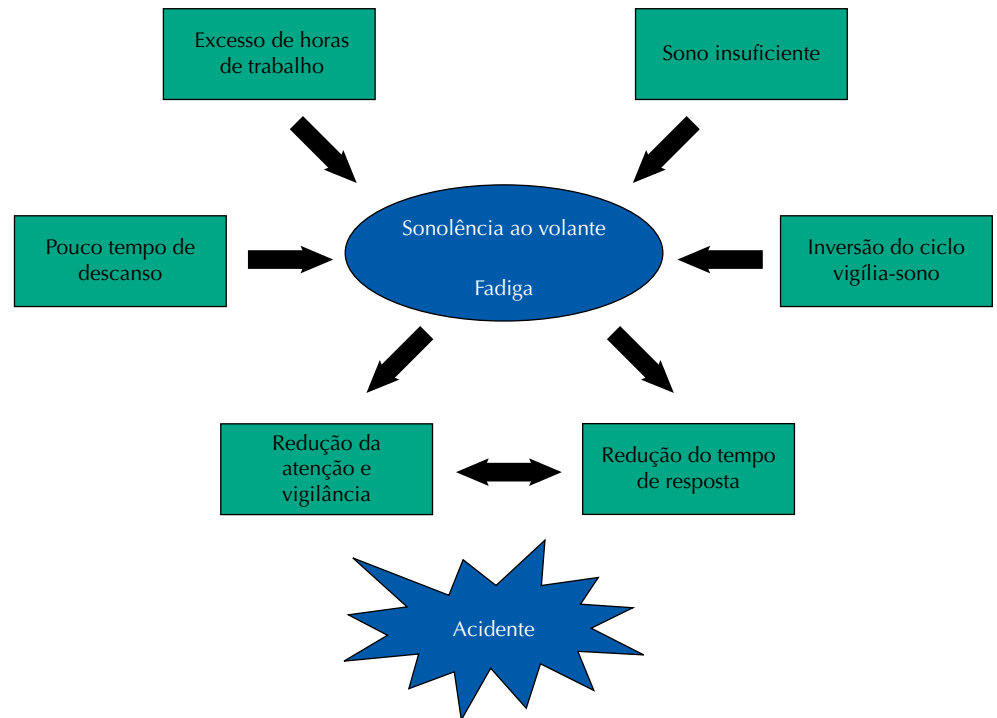 Excesso de horas
de trabalho
Sono insuficiente
Sonolência ao volante
Fadiga
Pouco tempo de
descanso
Inversão do ciclo
vigília-sono
Redução da
atenção e
vigilância
Redução do tempo
de resposta
Acidente